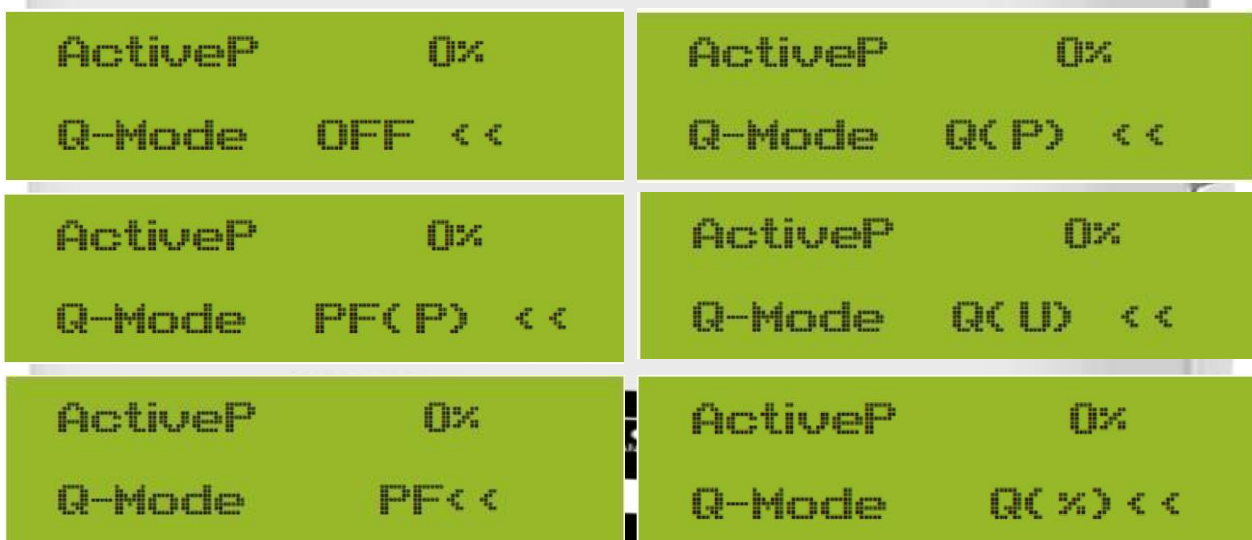 ActiveP 0%
Q-Mode OFF <<
ActiveP 0%
Q-Mode Q(P) <<
ActiveP 0%
Q-Mode PF(P) <<
ActiveP 0%
Q-Mode Q(U) <<
ActiveP 0%
Q-Mode PF<<
ActiveP 0%
Q-Mode Q(%)<<